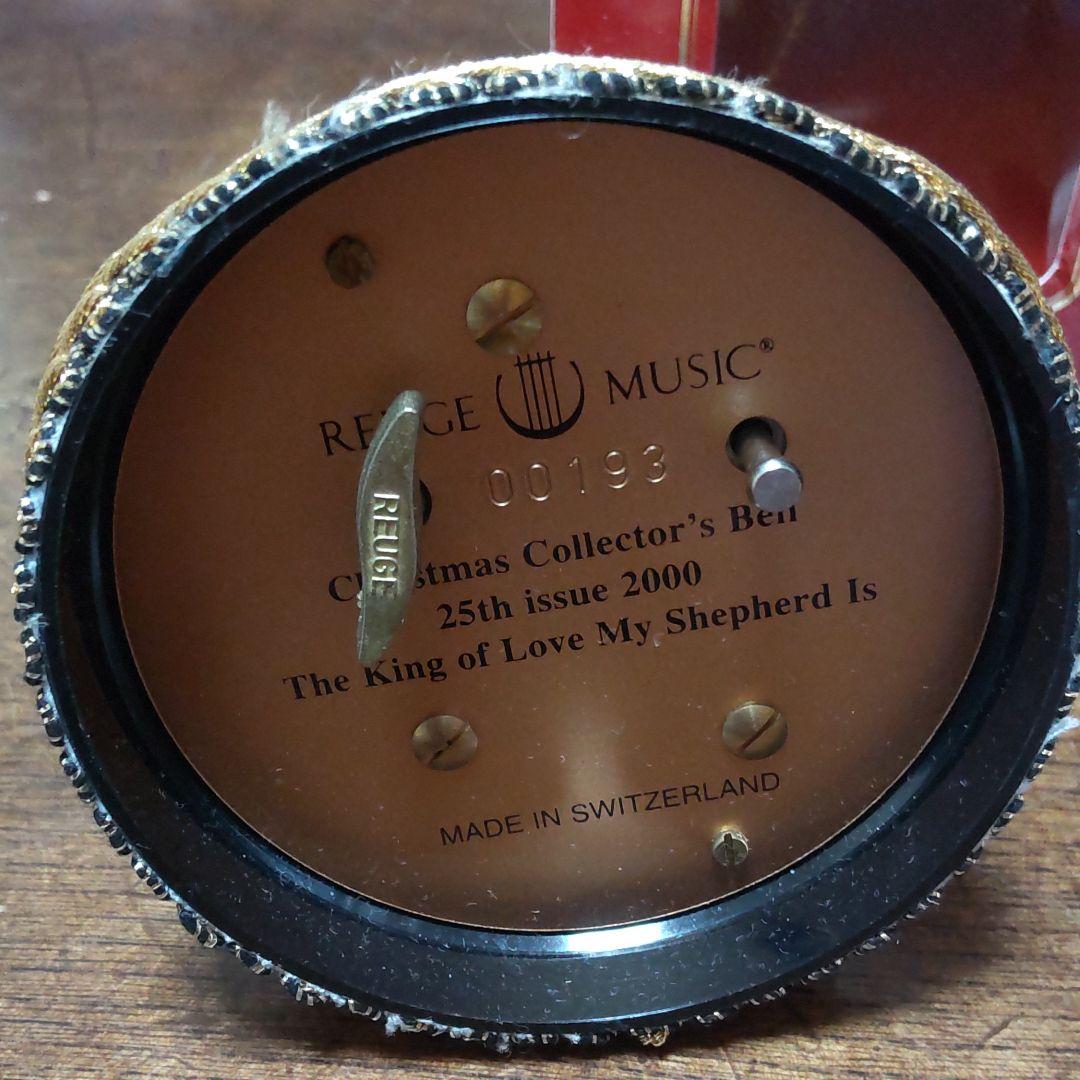 REUGE MUSIC®
00193
Christmas Collector's Bell
25th issue 2000
The King of Love My Shepherd Is
MADE IN SWITZERLAND
REUGE